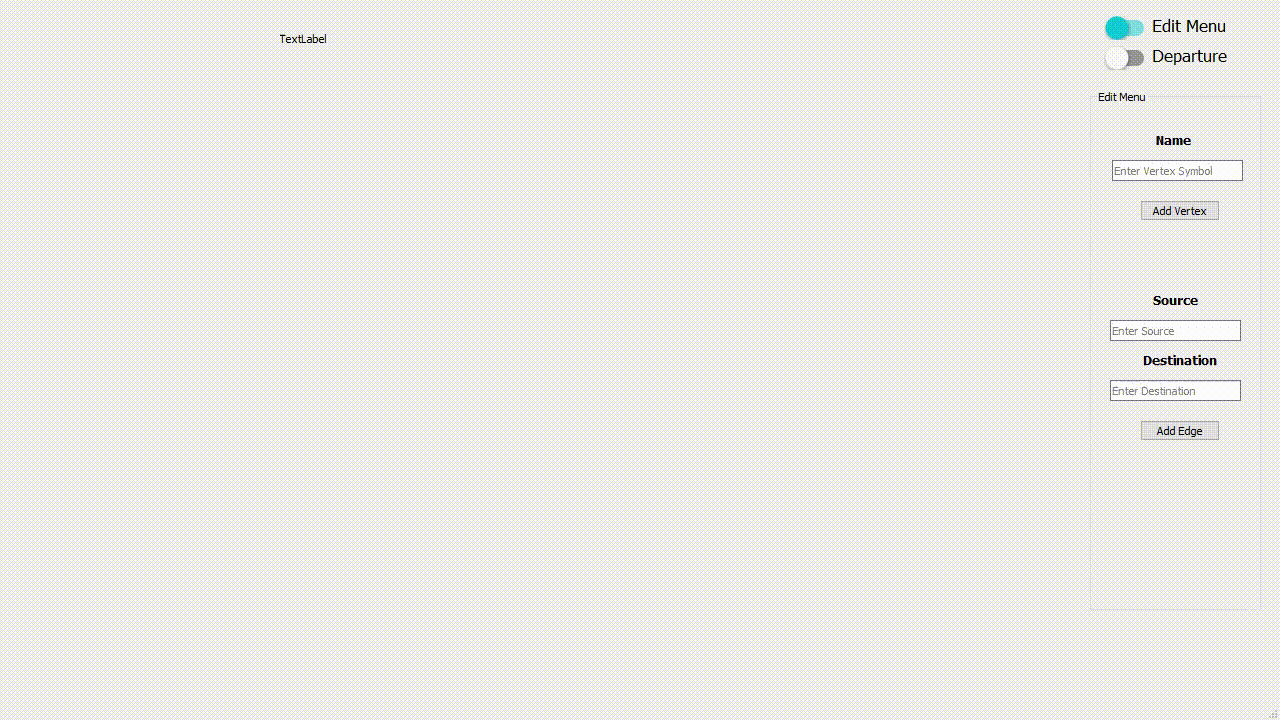 TextLabel
Edit Menu
Departure
Edit Menu
Name
Enter Vertex Symbol
Add Vertex
Source
Enter Source
Destination
Enter Destination
Add Edge